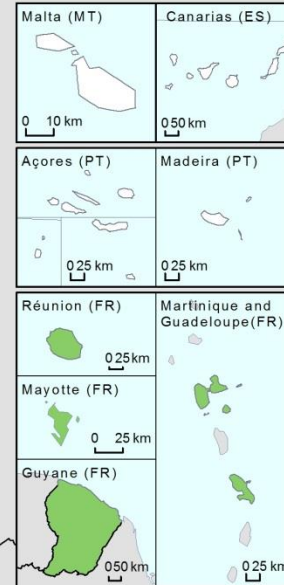 Malta (MT)
0 10 km
Canarias (ES)
0 50 km
Açores (PT)
0 25 km
Madeira (PT)
0 25 km
Réunion (FR)
0 25 km
Mayotte (FR)
0 25 km
Guyane (FR)
0 50 km
Martinique and
Guadeloupe(FR)
0 25 km